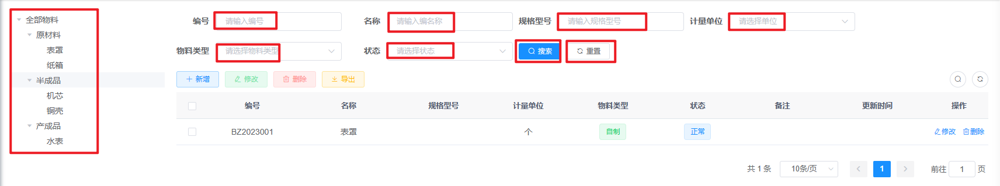 全部物料
原材料
表罩
纸箱
半成品
机芯
铜壳
产成品
水表
编号 请输入编号 名称 请输入编名称 规格型号 请输入规格型号 计量单位 请选择单位
物料类型 请选择物料类型 状态 请选择状态 搜索 重置
新增 修改 删除 导出
编号 名称 规格型号 计量单位 物料类型 状态 备注 更新时间 操作
BZ2023001 表罩 个 自制 正常 修改 删除
共 1 条 10条/页 1 前往 1 页